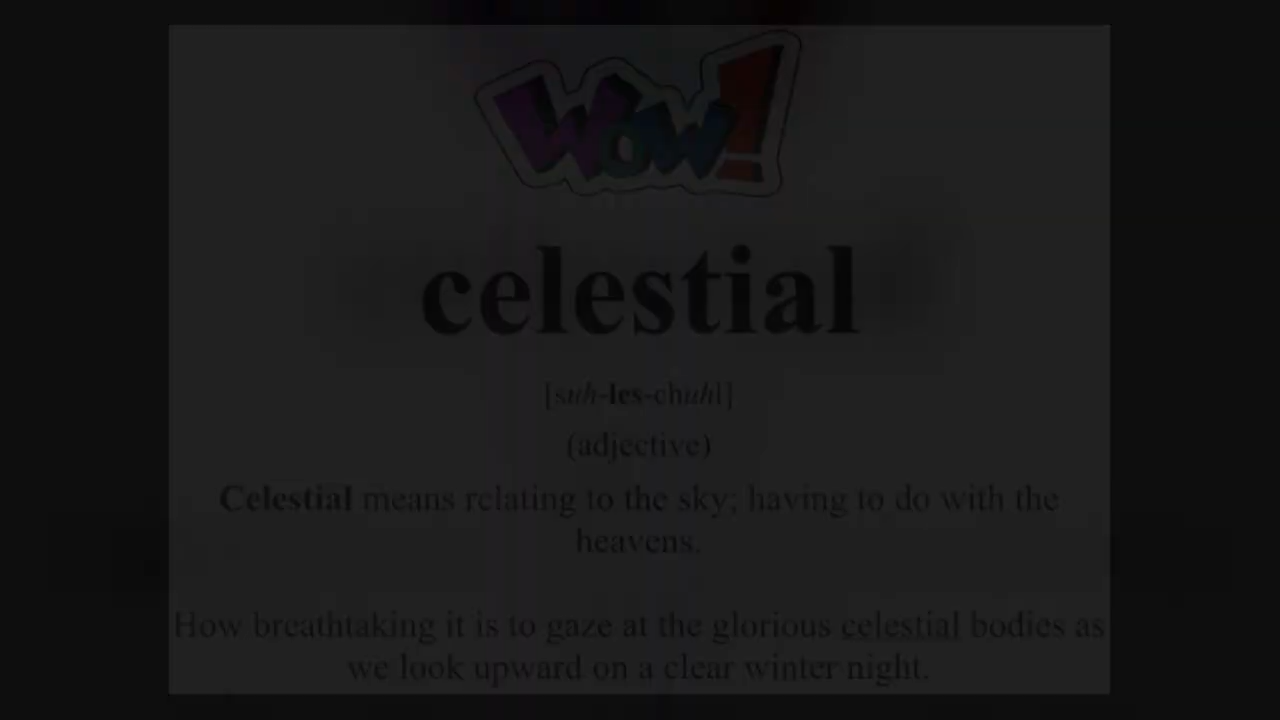 Wow!
celestial
[suh-les-chuhl]
(adjective)
Celestial means relating to the sky; having to do with the
heavens.
How breathtaking it is to gaze at the glorious celestial bodies as
we look upward on a clear winter night.